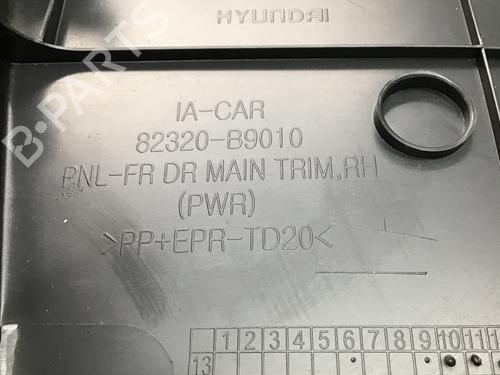 HYUNDAI
B-PARTS
IA-CAR
82320-B9010
PNL-FR DR MAIN TRIM,RH
(PWR)
>PP+EPR-TD20<
1 2 3 4 5 6 7 8 9 10 11
13